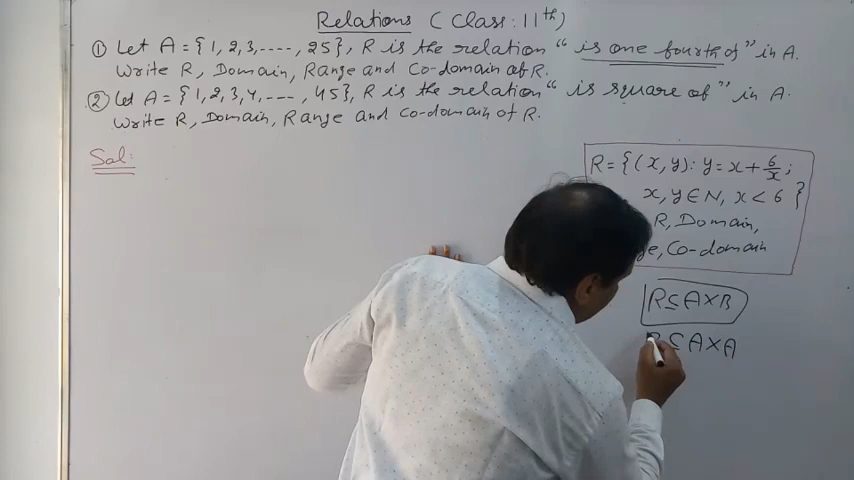 Relations (Class: 11th)
① Let A = {1, 2, 3, ....., 25}, R is the relation “is one fourth of” in A.
Write R, Domain, Range and Co-domain of R.
② Let A = {1, 2, 3, 4, ...., 45}, R is the relation “is square of” in A.
Write R, Domain, Range and Co-domain of R.
Sol:
R = {(x, y): y = x + 6/x;
x, y ∈ N, x < 6}
R, Domain,
Co-domain
R ⊆ A × B
⊆ A × A